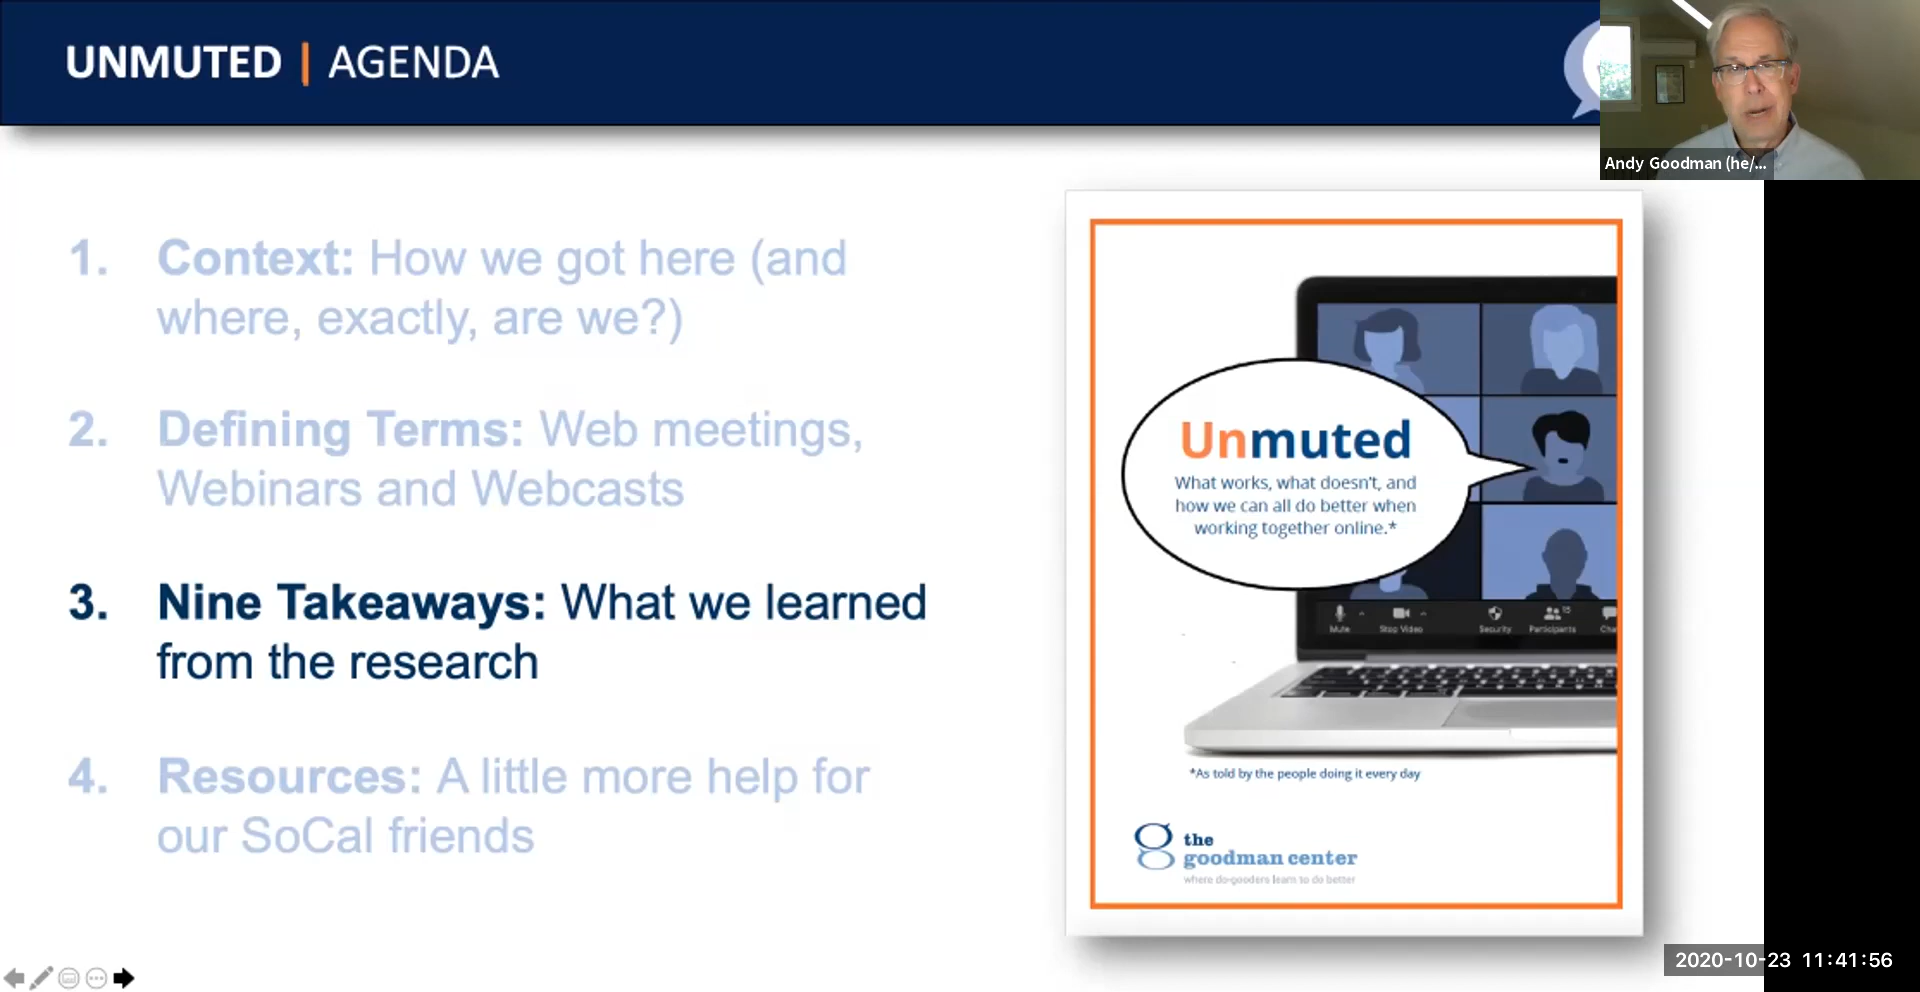 UNMUTED | AGENDA
Andy Goodman (he/...
1. Context: How we got here (and
where, exactly, are we?)
2. Defining Terms: Web meetings,
Webinars and Webcasts
3. Nine Takeaways: What we learned
from the research
4. Resources: A little more help for
our SoCal friends
Unmuted
What works, what doesn't, and
how we can all do better when
working together online.*
Mute Stop Video Security Participants 15 Cha
*As told by the people doing it every day
the
goodman center
where do-gooders learn to do better
2020-10-23 11:41:56